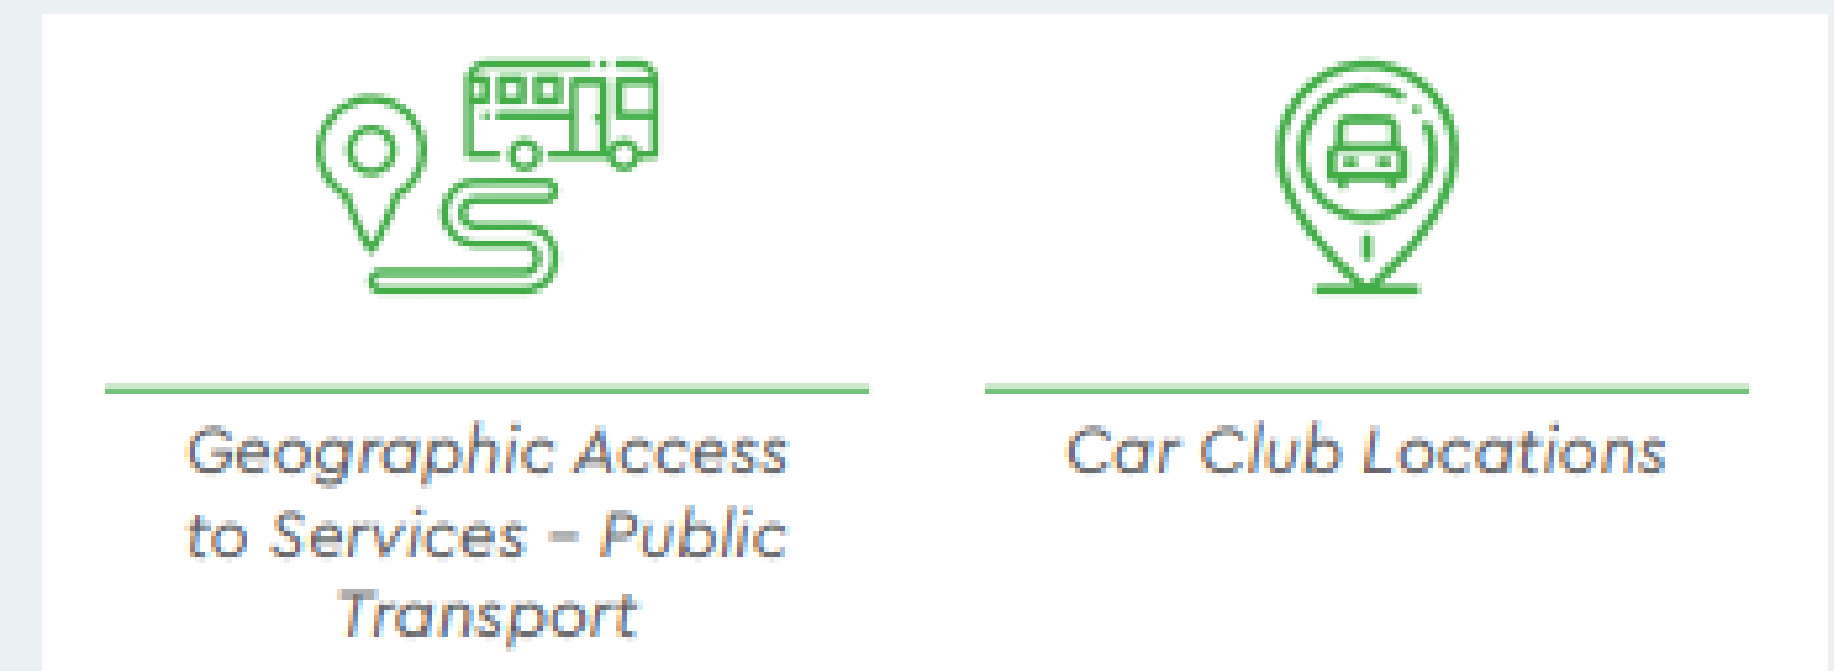 Geographic Access
to Services – Public
Transport
Car Club Locations